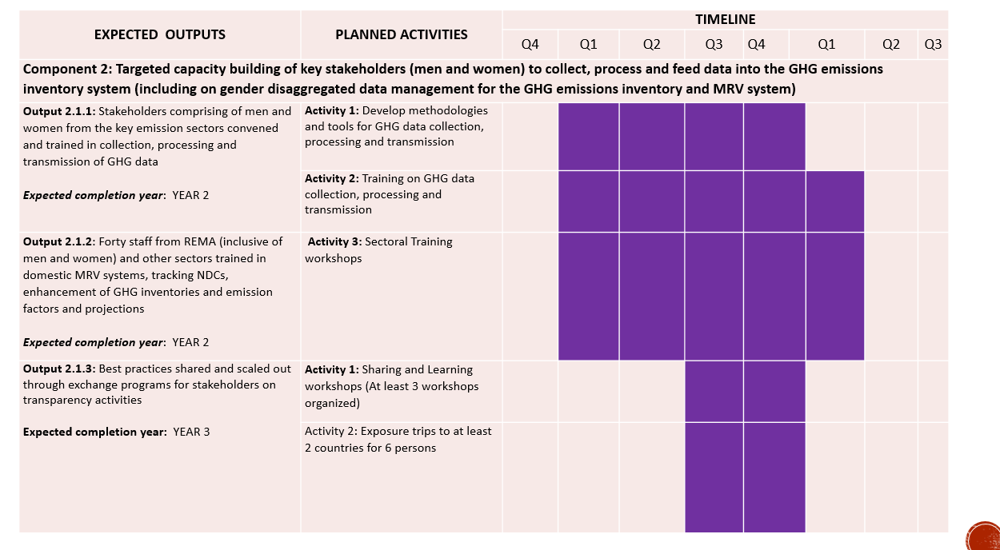 EXPECTED  OUTPUTS
PLANNED ACTIVITIES
TIMELINE
Q4
Q1
Q2
Q3
Q4
Q1
Q2
Q3
Component 2: Targeted capacity building of key stakeholders (men and women) to collect, process and feed data into the GHG emissions
inventory system (including on gender disaggregated data management for the GHG emissions inventory and MRV system)
Output 2.1.1: Stakeholders comprising of men and
women from the key emission sectors convened
and trained in collection, processing and
transmission of GHG data
Expected completion year:  YEAR 2
Activity 1: Develop methodologies
and tools for GHG data collection,
processing and transmission
Activity 2: Training on GHG data
collection, processing and
transmission
Output 2.1.2: Forty staff from REMA (inclusive of
men and women) and other sectors trained in
domestic MRV systems, tracking NDCs,
enhancement of GHG inventories and emission
factors and projections
Expected completion year:  YEAR 2
Activity 3: Sectoral Training
workshops
Output 2.1.3: Best practices shared and scaled out
through exchange programs for stakeholders on
transparency activities
Expected completion year:  YEAR 3
Activity 1: Sharing and Learning
workshops (At least 3 workshops
organized)
Activity 2: Exposure trips to at least
2 countries for 6 persons